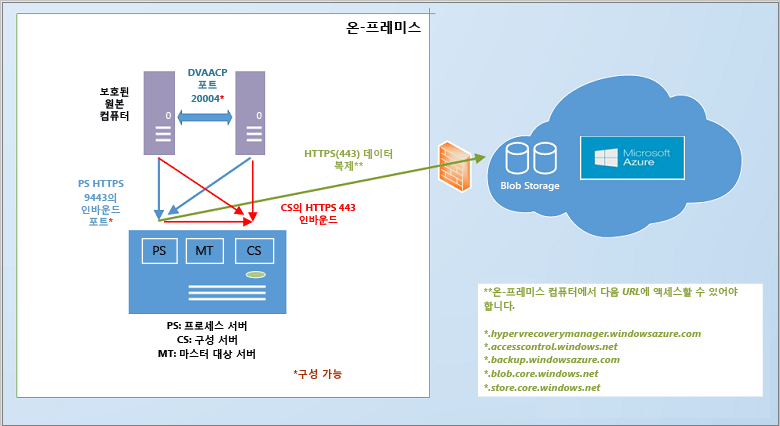 온-프레미스
DVAACP
포트
20004*
보호된
원본
컴퓨터
0
0
HTTPS(443) 데이터
복제**
Microsoft
Azure
Blob Storage
PS HTTPS
9443의
인바운드
포트*
CS의 HTTPS 443
인바운드
PS
MT
CS
PS: 프로세스 서버
CS: 구성 서버
MT: 마스터 대상 서버
*구성 가능
**온-프레미스 컴퓨터에서 다음 URL에 액세스할 수 있어야
합니다.
*.hypervrecoverymanager.windowsazure.com
*.accesscontrol.windows.net
*.backup.windowsazure.com
*.blob.core.windows.net
*.store.core.windows.net